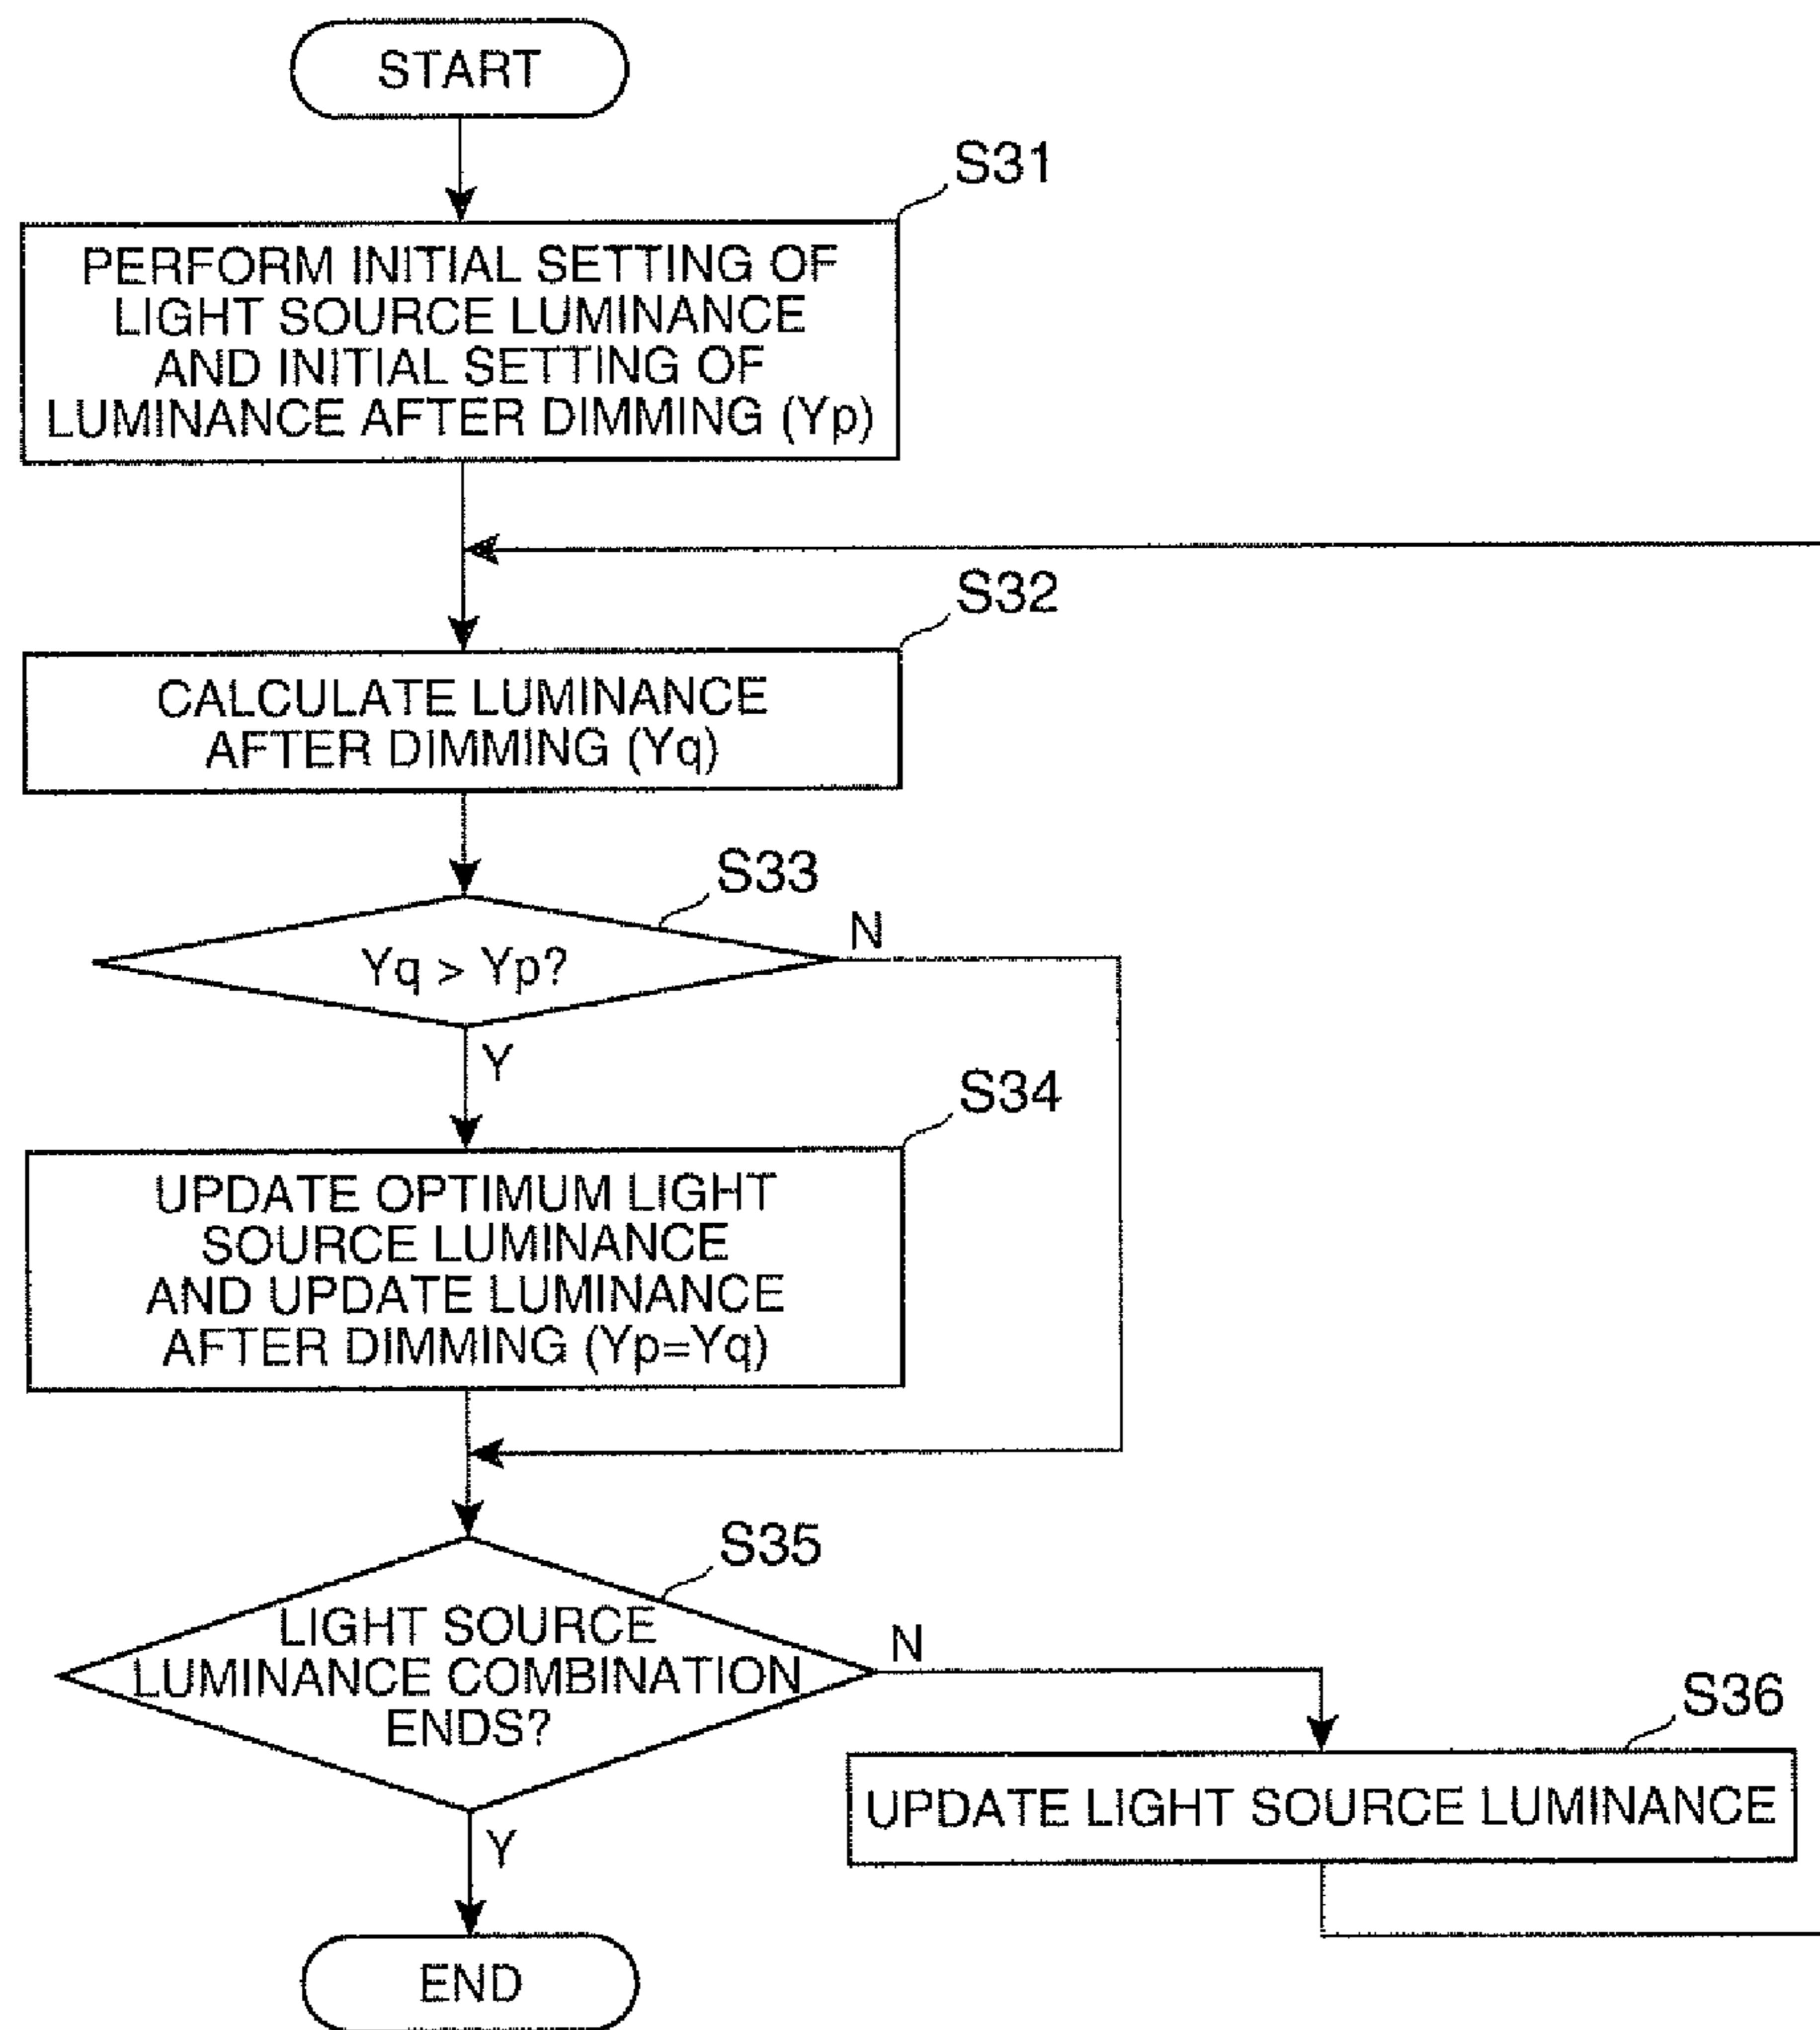 START
S31
PERFORM INITIAL SETTING OF
LIGHT SOURCE LUMINANCE
AND INITIAL SETTING OF
LUMINANCE AFTER DIMMING (Yp)
S32
CALCULATE LUMINANCE
AFTER DIMMING (Yq)
S33
Yq > Yp?
N
Y
S34
UPDATE OPTIMUM LIGHT
SOURCE LUMINANCE
AND UPDATE LUMINANCE
AFTER DIMMING (Yp=Yq)
S35
LIGHT SOURCE
LUMINANCE COMBINATION
ENDS?
N
Y
S36
UPDATE LIGHT SOURCE LUMINANCE
END